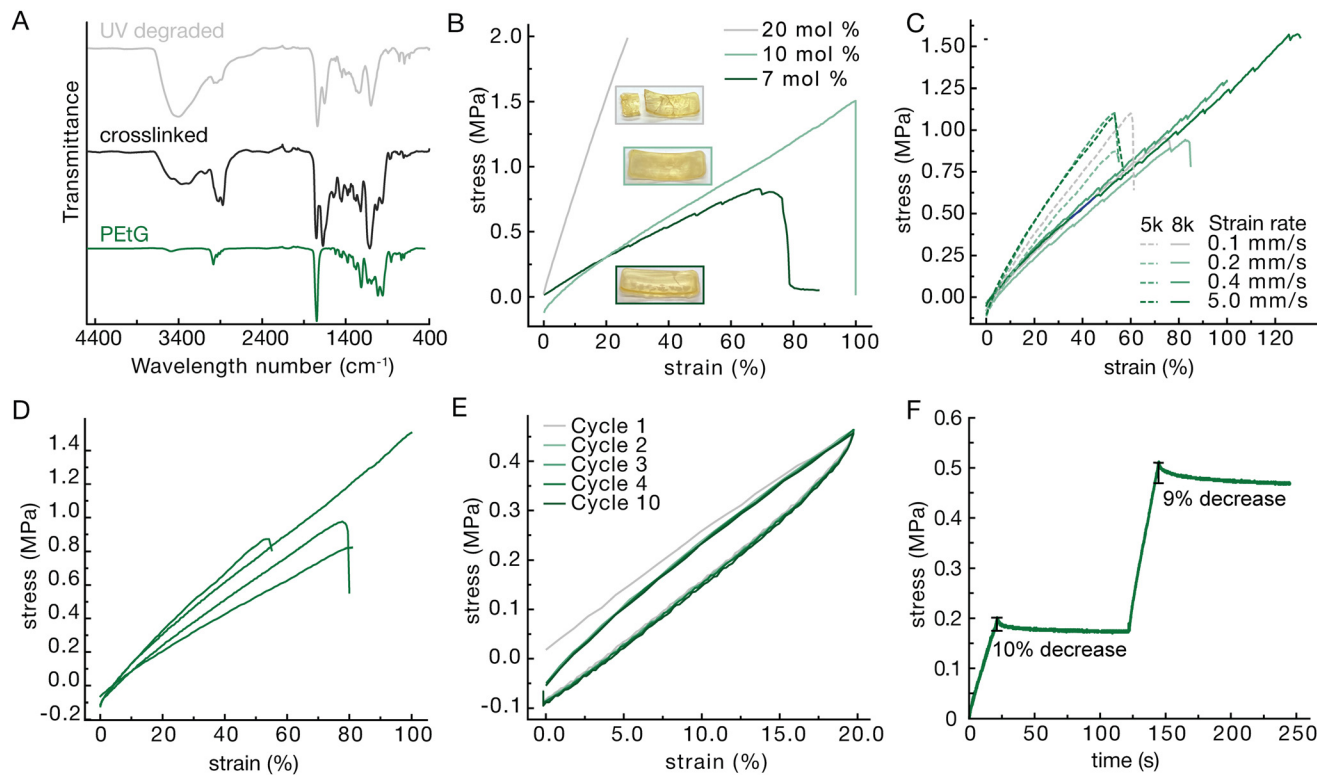 A
UV degraded
crosslinked
PEtG
Transmittance
4400 3400 2400 1400 400
Wavelength number (cm⁻¹)
B
20 mol %
10 mol %
7 mol %
2.0
1.5
1.0
0.5
0.0
stress (MPa)
0 20 40 60 80 100
strain (%)
C
1.50
1.25
1.00
0.75
0.50
0.25
0.00
stress (MPa)
5k 8k Strain rate
0.1 mm/s
0.2 mm/s
0.4 mm/s
5.0 mm/s
0 20 40 60 80 100 120
strain (%)
D
1.4
1.2
1.0
0.8
0.6
0.4
0.2
0.0
-0.2
stress (MPa)
0 20 40 60 80 100
strain (%)
E
Cycle 1
Cycle 2
Cycle 3
Cycle 4
Cycle 10
0.4
0.3
0.2
0.1
0.0
-0.1
stress (MPa)
0.0 5.0 10.0 15.0 20.0
strain (%)
F
0.6
0.5
0.4
0.3
0.2
0.1
0
stress (MPa)
9% decrease
10% decrease
0 50 100 150 200 250
time (s)